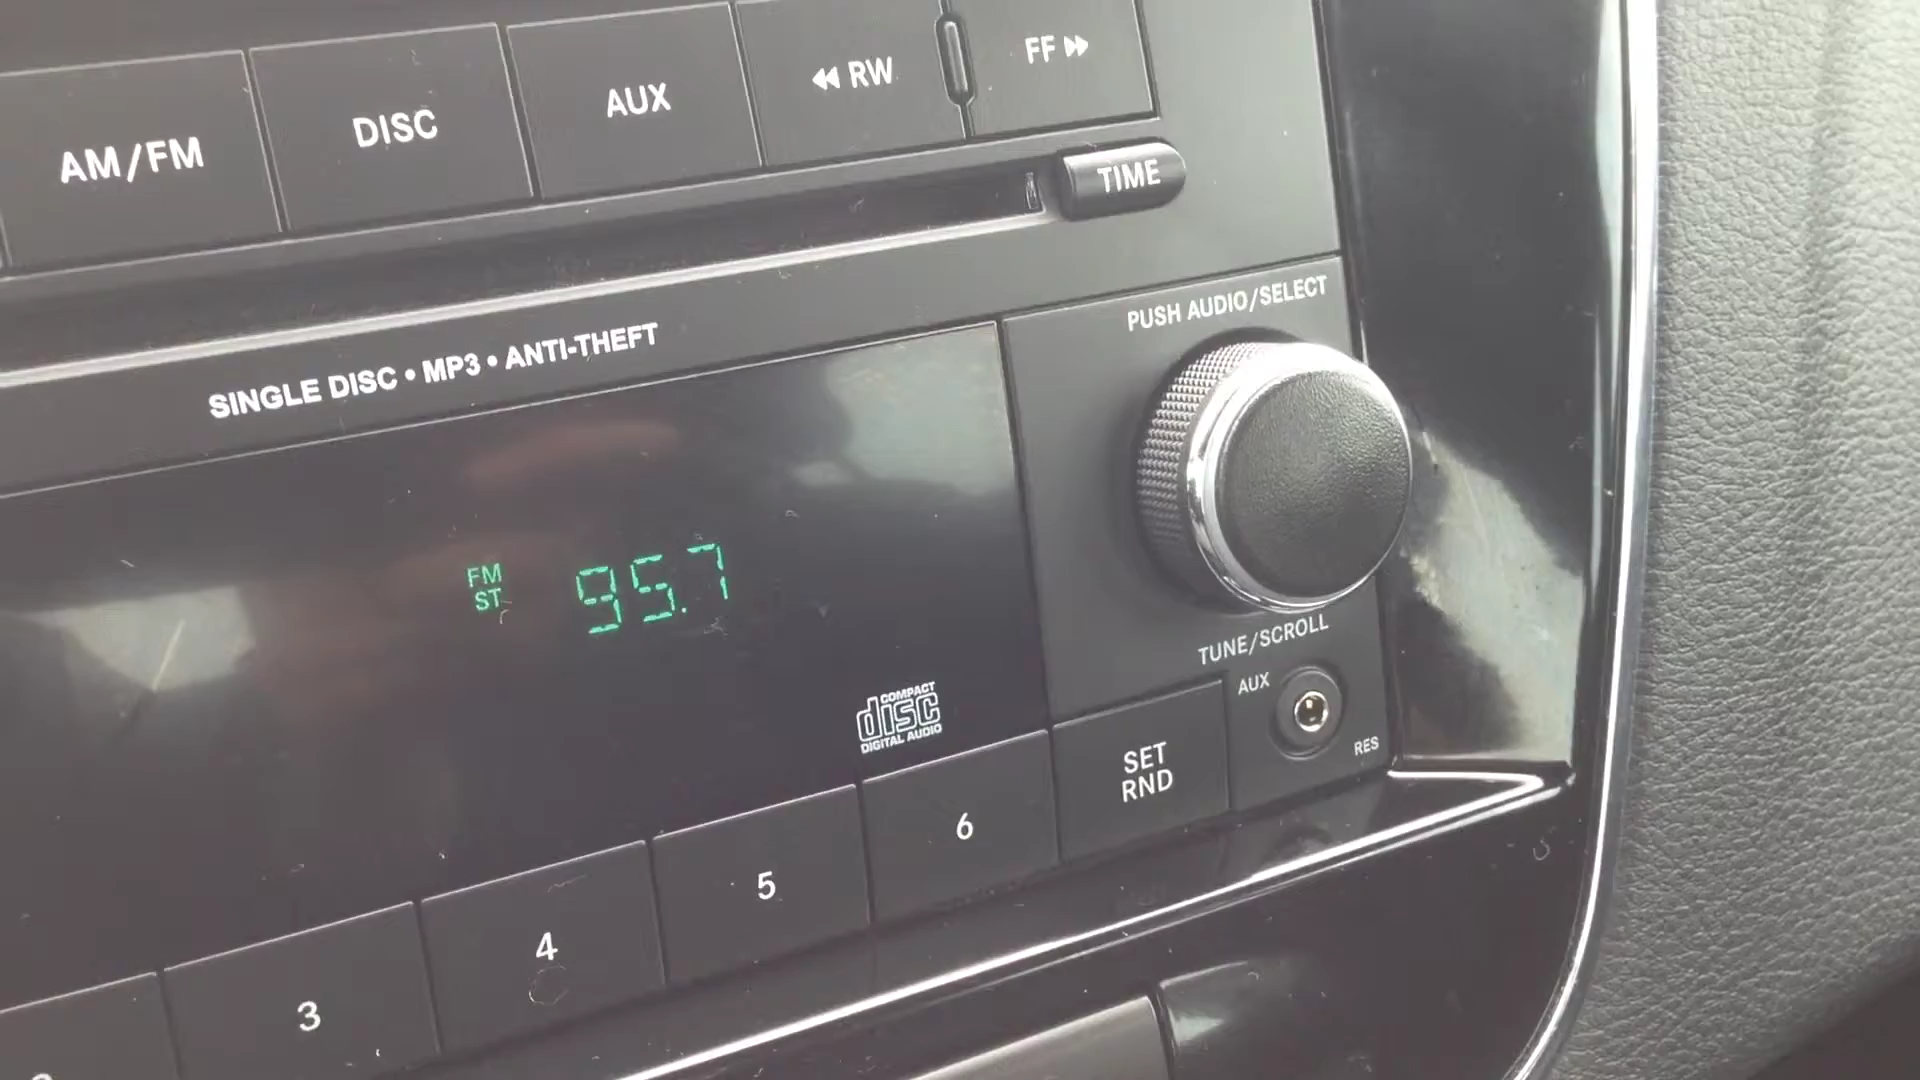 AM/FM
DISC
AUX
RW
FF
TIME
SINGLE DISC • MP3 • ANTI-THEFT
PUSH AUDIO/SELECT
FM
ST
95.7
TUNE/SCROLL
AUX
RES
COMPACT
disc
DIGITAL AUDIO
SET
RND
6
5
4
3